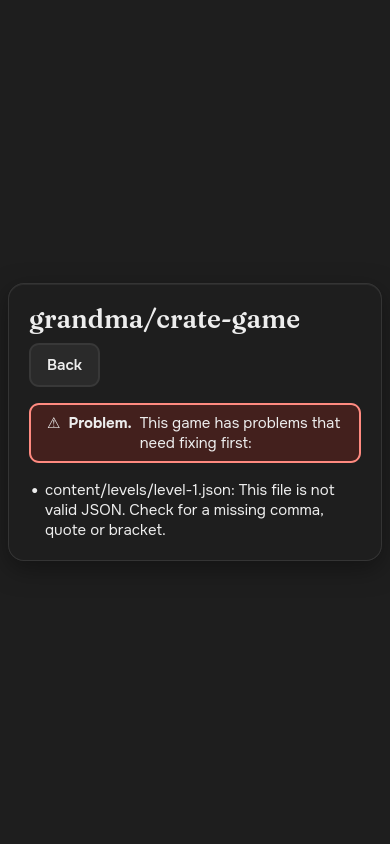 grandma/crate-game
Back
⚠ Problem. This game has problems that
need fixing first:
• content/levels/level-1.json: This file is not
valid JSON. Check for a missing comma,
quote or bracket.